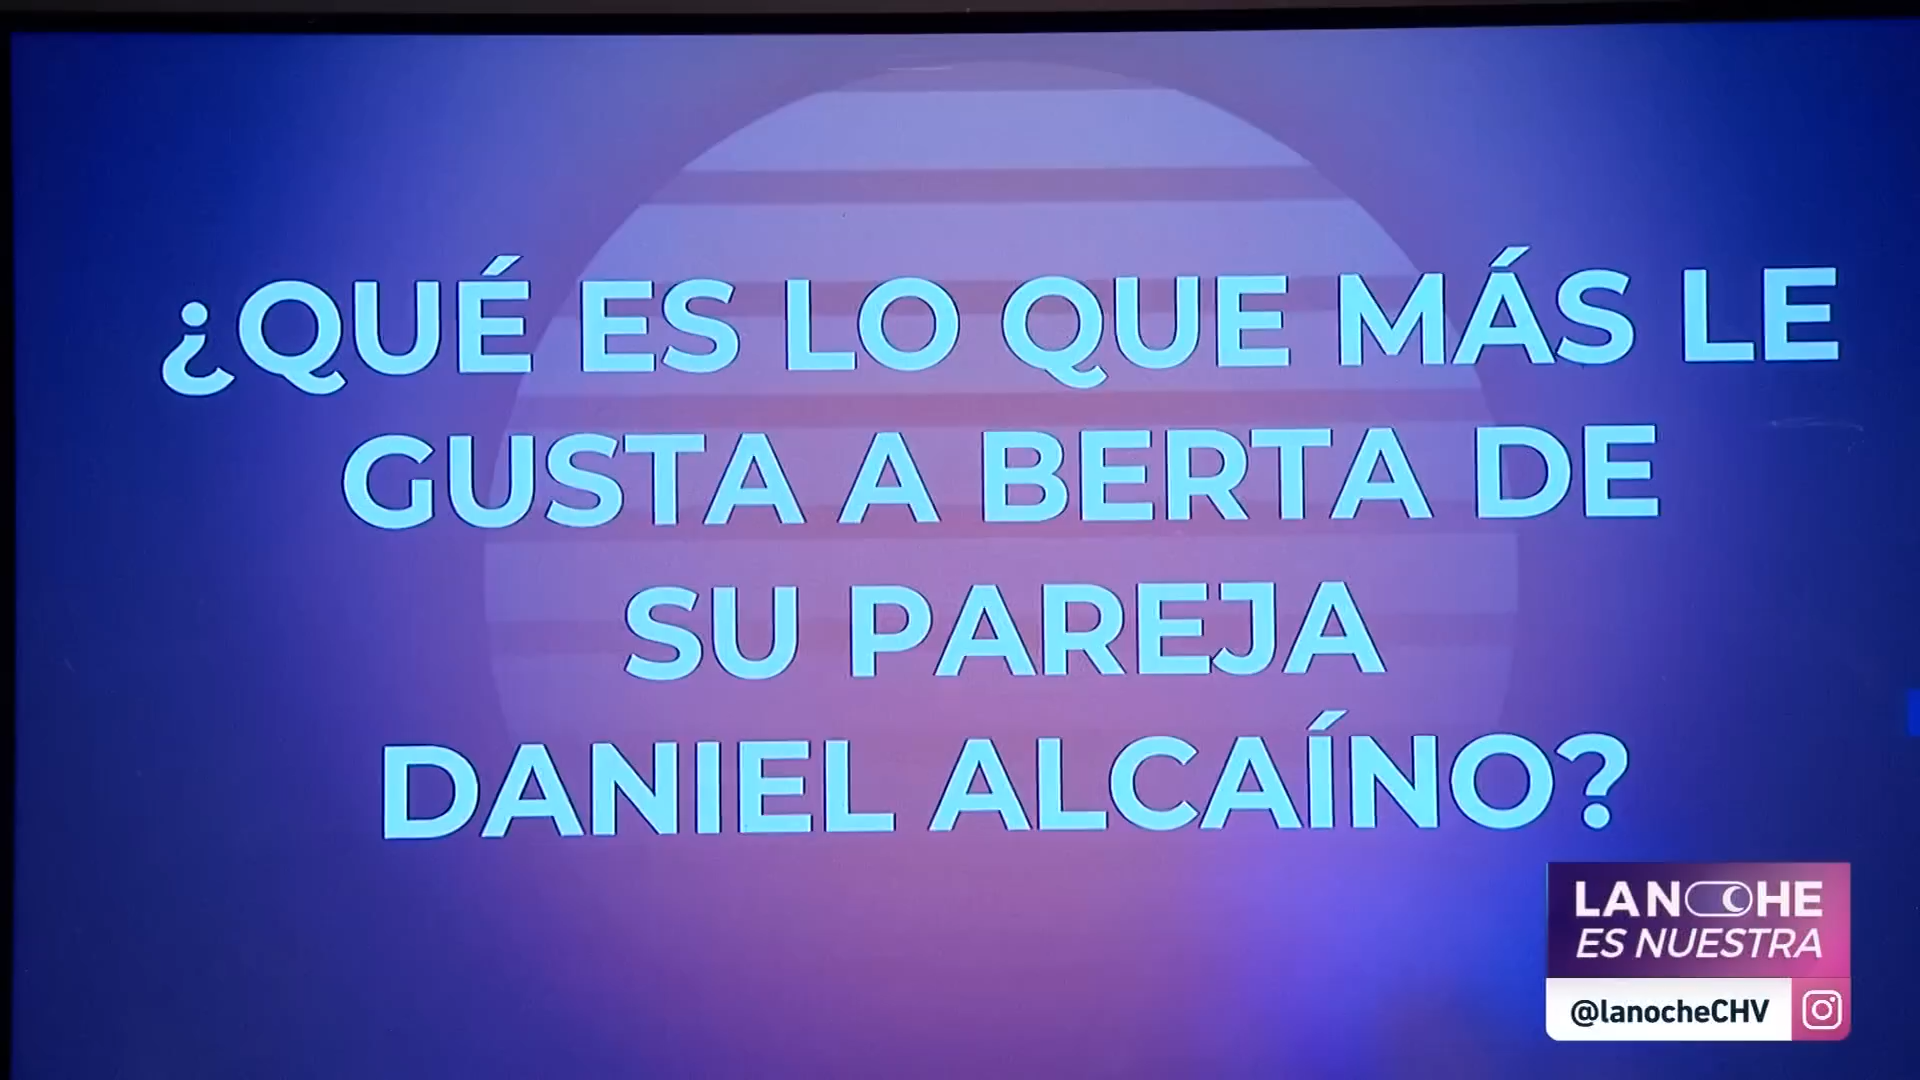 ¿QUÉ ES LO QUE MÁS LE
GUSTA A BERTA DE
SU PAREJA
DANIEL ALCAÍNO?
LANOCHE
ES NUESTRA
@lanocheCHV